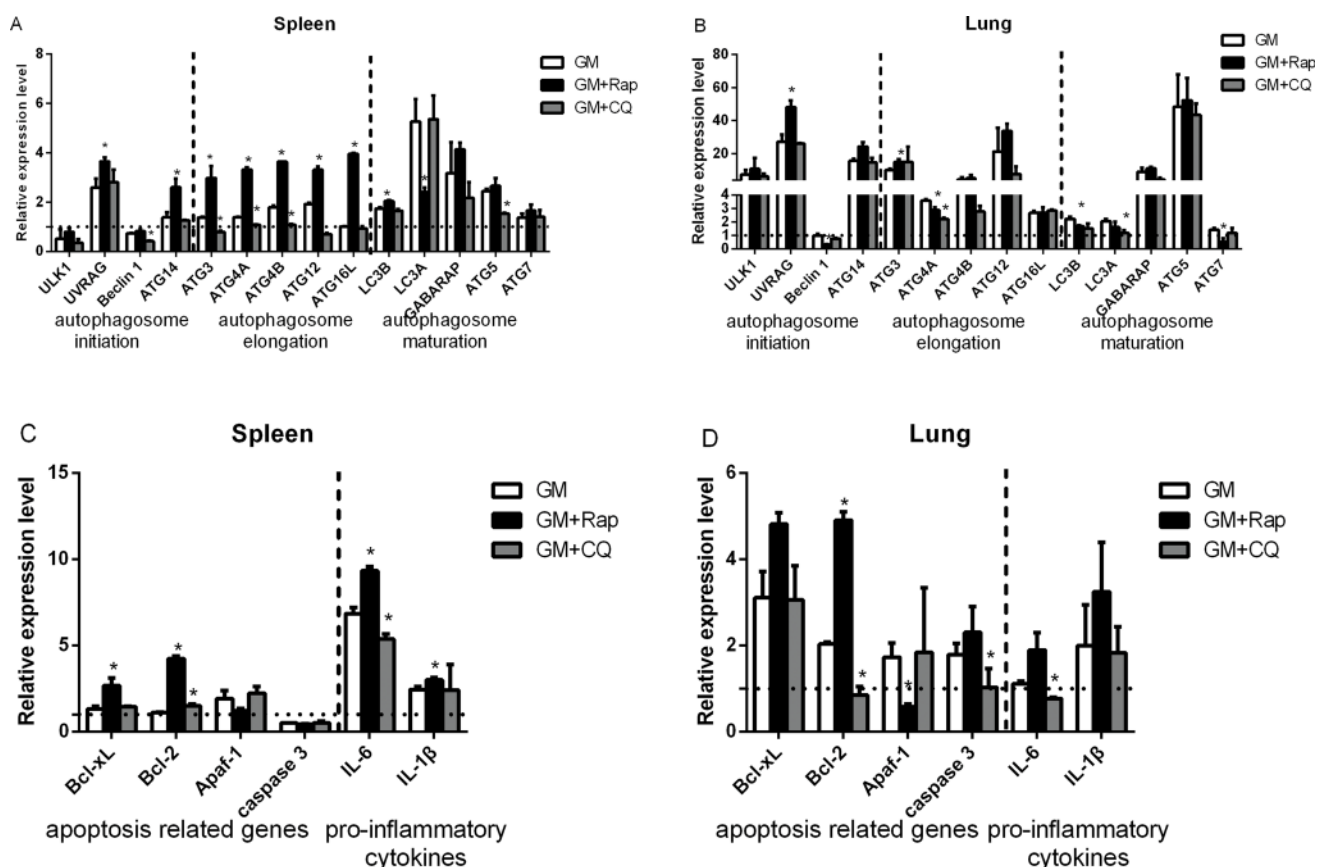 A
Spleen
Relative expression level
8
6
4
2
0
GM
GM+Rap
GM+CQ
* * * * * * * * * * * * * * *
ULK1
UVRAG
Beclin 1
ATG14
ATG3
ATG4A
ATG4B
ATG12
ATG16L
LC3B
LC3A
GABARAP
ATG5
ATG7
autophagosome
initiation
autophagosome
elongation
autophagosome
maturation
B
Lung
Relative expression level
80
60
40
20
4
3
2
1
0
GM
GM+Rap
GM+CQ
* * * * * * * *
ULK1
UVRAG
Beclin 1
ATG14
ATG3
ATG4A
ATG4B
ATG12
ATG16L
LC3B
LC3A
GABARAP
ATG5
ATG7
autophagosome
initiation
autophagosome
elongation
autophagosome
maturation
C
Spleen
Relative expression level
15
10
5
0
GM
GM+Rap
GM+CQ
* * * * * *
Bcl-xL
Bcl-2
Apaf-1
caspase 3
IL-6
IL-1β
apoptosis related genes
pro-inflammatory
cytokines
D
Lung
Relative expression level
6
4
2
0
GM
GM+Rap
GM+CQ
* * * * *
Bcl-xL
Bcl-2
Apaf-1
caspase 3
IL-6
IL-1β
apoptosis related genes
pro-inflammatory
cytokines